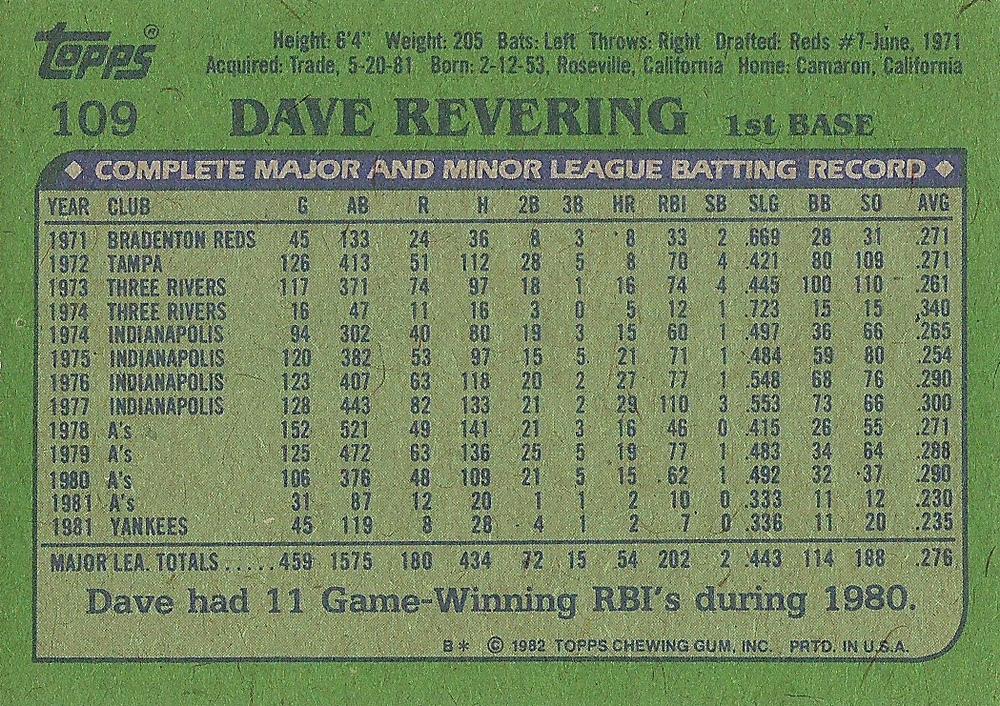 topps®
Height: 6'4" Weight: 205 Bats: Left Throws: Right Drafted: Reds #7-June, 1971
Acquired: Trade, 5-20-81 Born: 2-12-53, Roseville, California Home: Camaron, California
109 DAVE REVERING 1st BASE
COMPLETE MAJOR AND MINOR LEAGUE BATTING RECORD
YEAR CLUB G AB R H 2B 3B HR RBI SB SLG BB SO AVG
1971 BRADENTON REDS 45 133 24 36 8 3 8 33 2 .669 28 31 .271
1972 TAMPA 126 413 51 112 28 5 8 70 4 .421 80 109 .271
1973 THREE RIVERS 117 371 74 97 18 1 16 74 4 .445 100 110 .261
1974 THREE RIVERS 16 47 11 16 3 0 5 12 1 .723 15 15 .340
1974 INDIANAPOLIS 94 302 40 80 19 3 15 60 1 .497 36 66 .265
1975 INDIANAPOLIS 120 382 53 97 15 5 21 71 1 .484 59 80 .254
1976 INDIANAPOLIS 123 407 63 118 20 2 27 77 1 .548 68 76 .290
1977 INDIANAPOLIS 128 443 82 133 21 2 29 110 3 .553 73 66 .300
1978 A's 152 521 49 141 21 3 16 46 0 .415 26 55 .271
1979 A's 125 472 63 136 25 5 19 77 1 .483 34 64 .288
1980 A's 106 376 48 109 21 5 15 62 1 .492 32 37 .290
1981 A's 31 87 12 20 1 1 2 10 0 .333 11 12 .230
1981 YANKEES 45 119 8 28 4 1 2 7 0 .336 11 20 .235
MAJOR LEA. TOTALS.....459 1575 180 434 72 15 54 202 2 .443 114 188 .276
Dave had 11 Game-Winning RBI's during 1980.
B* © 1982 TOPPS CHEWING GUM, INC. PRTD. IN U.S.A.